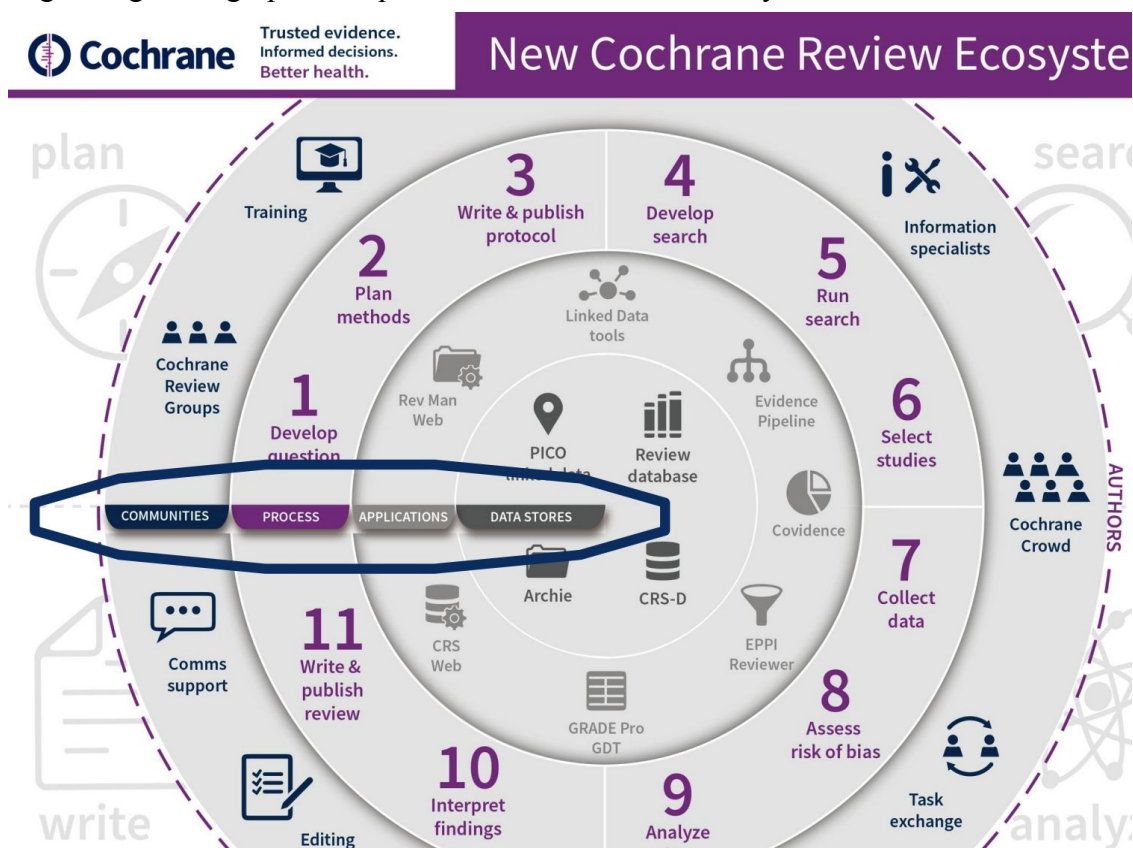 Cochrane
Trusted evidence.
Informed decisions.
Better health.
New Cochrane Review Ecosyste
plan
Training
3
Write & publish
protocol
4
Develop
search
Information
specialists
2
Plan
methods
5
Run
search
Linked Data
tools
Cochrane
Review
Groups
1
Develop
question
Rev Man
Web
Evidence
Pipeline
6
Select
studies
PICO
linked data
Review
database
COMMUNITIES
PROCESS
APPLICATIONS
DATA STORES
Covidence
Cochrane
Crowd
AUTHORS
Archie
CRS-D
7
Collect
data
Comms
support
11
Write &
publish
review
CRS
Web
EPPI
Reviewer
GRADE Pro
GDT
8
Assess
risk of bias
Task
exchange
10
Interpret
findings
9
Analyze
write
Editing